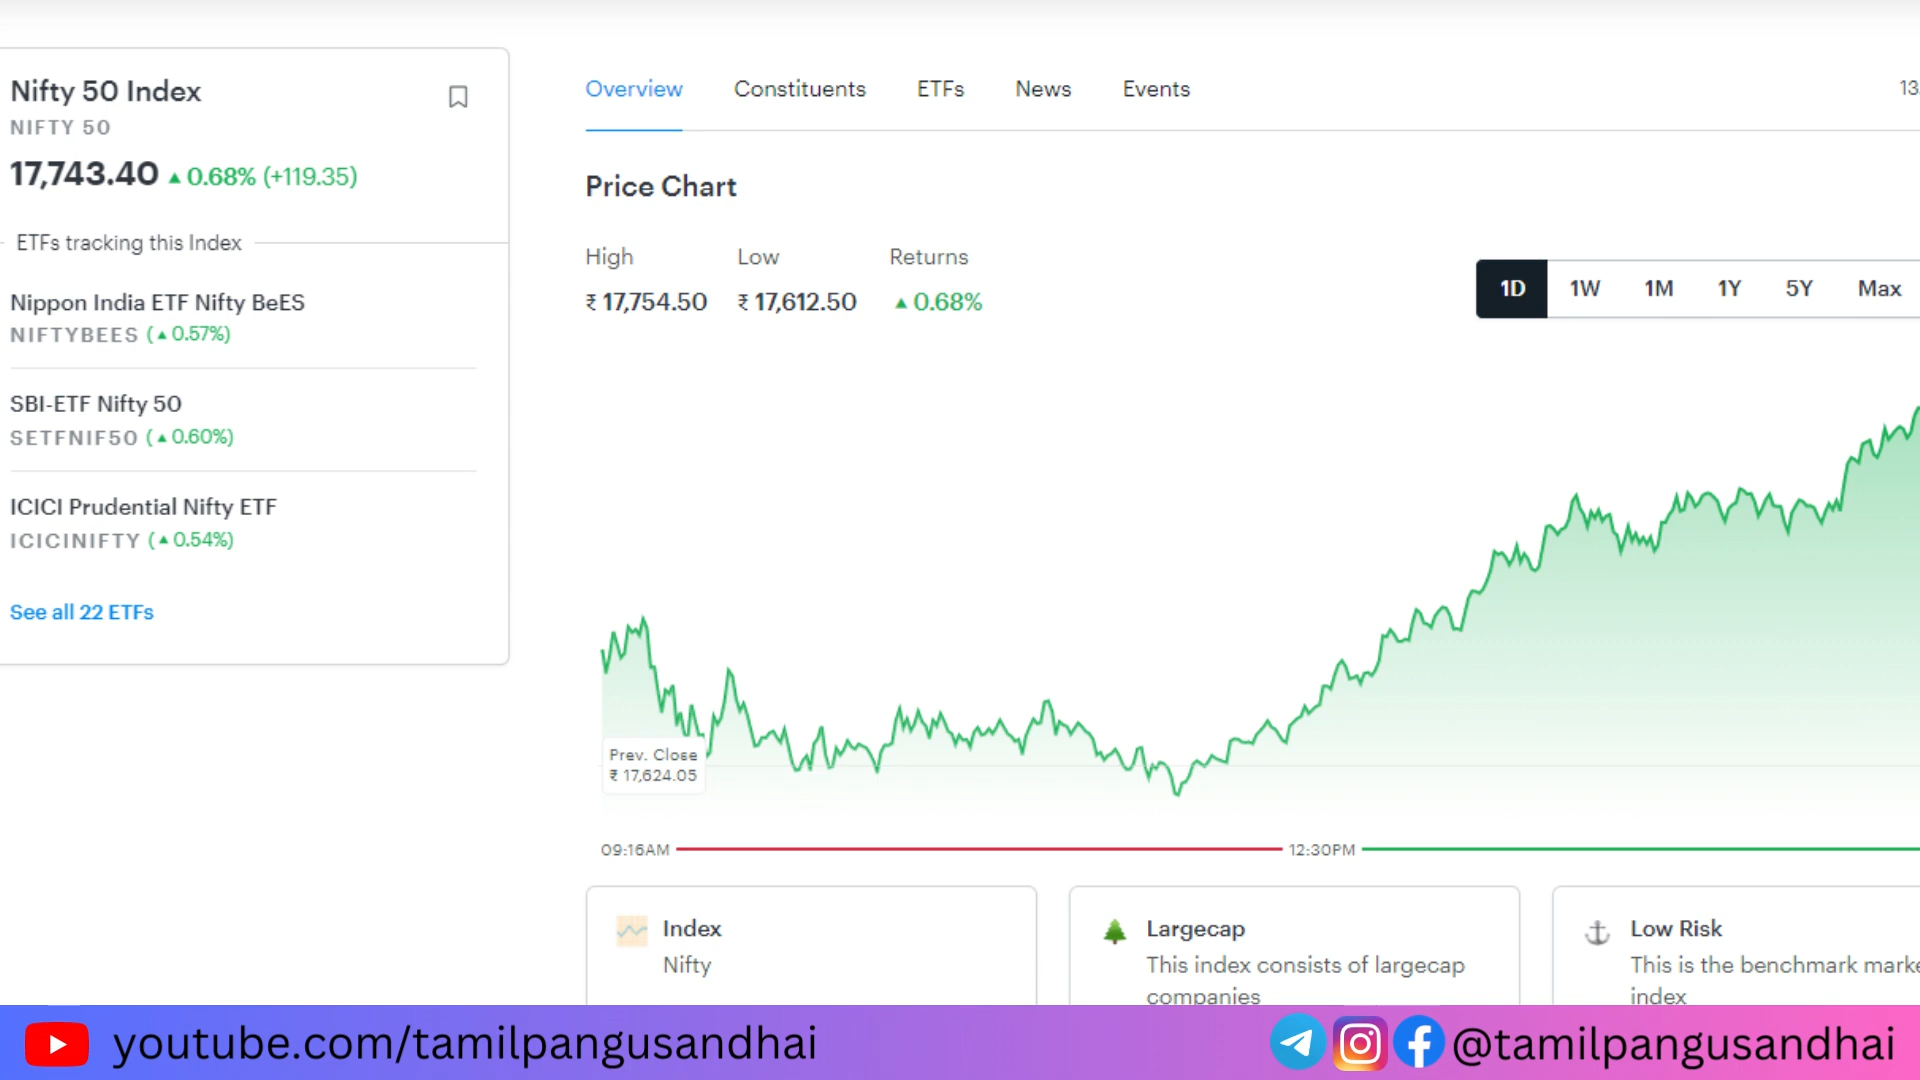 Nifty 50 Index
NIFTY 50
17,743.40 ▲ 0.68% (+119.35)
ETFs tracking this Index
Nippon India ETF Nifty BeES
NIFTYBEES (▲0.57%)
SBI-ETF Nifty 50
SETFNIF50 (▲0.60%)
ICICI Prudential Nifty ETF
ICICINIFTY (▲0.54%)
See all 22 ETFs
Overview Constituents ETFs News Events
Price Chart
High Low Returns
₹ 17,754.50 ₹ 17,612.50 ▲ 0.68%
1D 1W 1M 1Y 5Y Max
Prev. Close
₹ 17,624.05
09:16AM 12:30PM
Index
Nifty
Largecap
This index consists of largecap
companies
Low Risk
This is the benchmark marke
index
youtube.com/tamilpangusandhai
@tamilpangusandhai